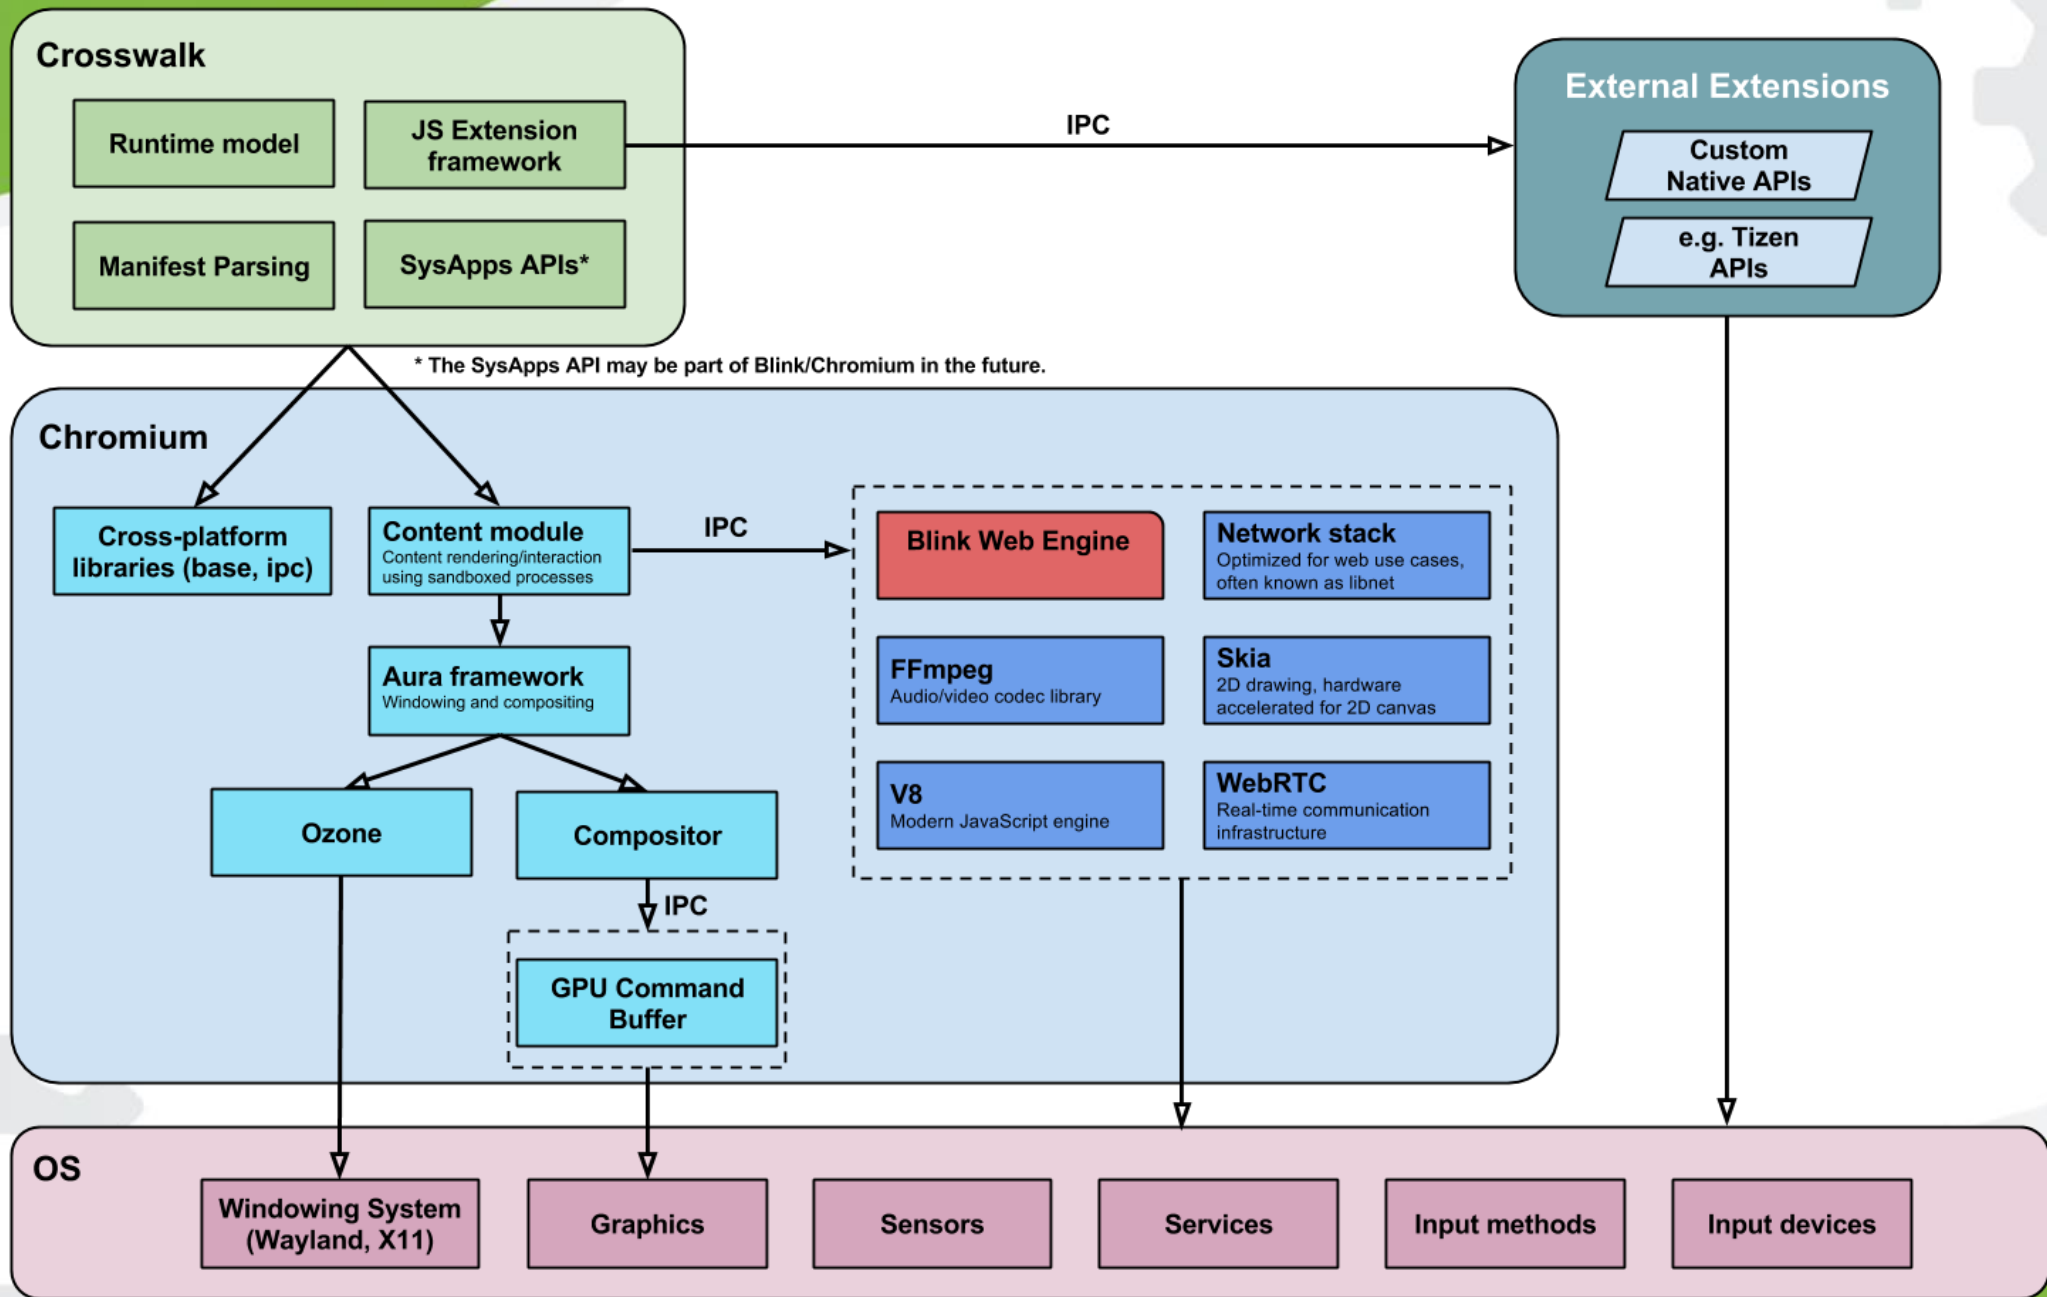 Crosswalk
Runtime model
JS Extension
framework
Manifest Parsing
SysApps APIs*
IPC
External Extensions
Custom
Native APIs
e.g. Tizen
APIs
* The SysApps API may be part of Blink/Chromium in the future.
Chromium
Cross-platform
libraries (base, ipc)
Content module
Content rendering/interaction
using sandboxed processes
IPC
Aura framework
Windowing and compositing
Ozone
Compositor
IPC
GPU Command
Buffer
Blink Web Engine
Network stack
Optimized for web use cases,
often known as libnet
FFmpeg
Audio/video codec library
Skia
2D drawing, hardware
accelerated for 2D canvas
V8
Modern JavaScript engine
WebRTC
Real-time communication
infrastructure
OS
Windowing System
(Wayland, X11)
Graphics
Sensors
Services
Input methods
Input devices